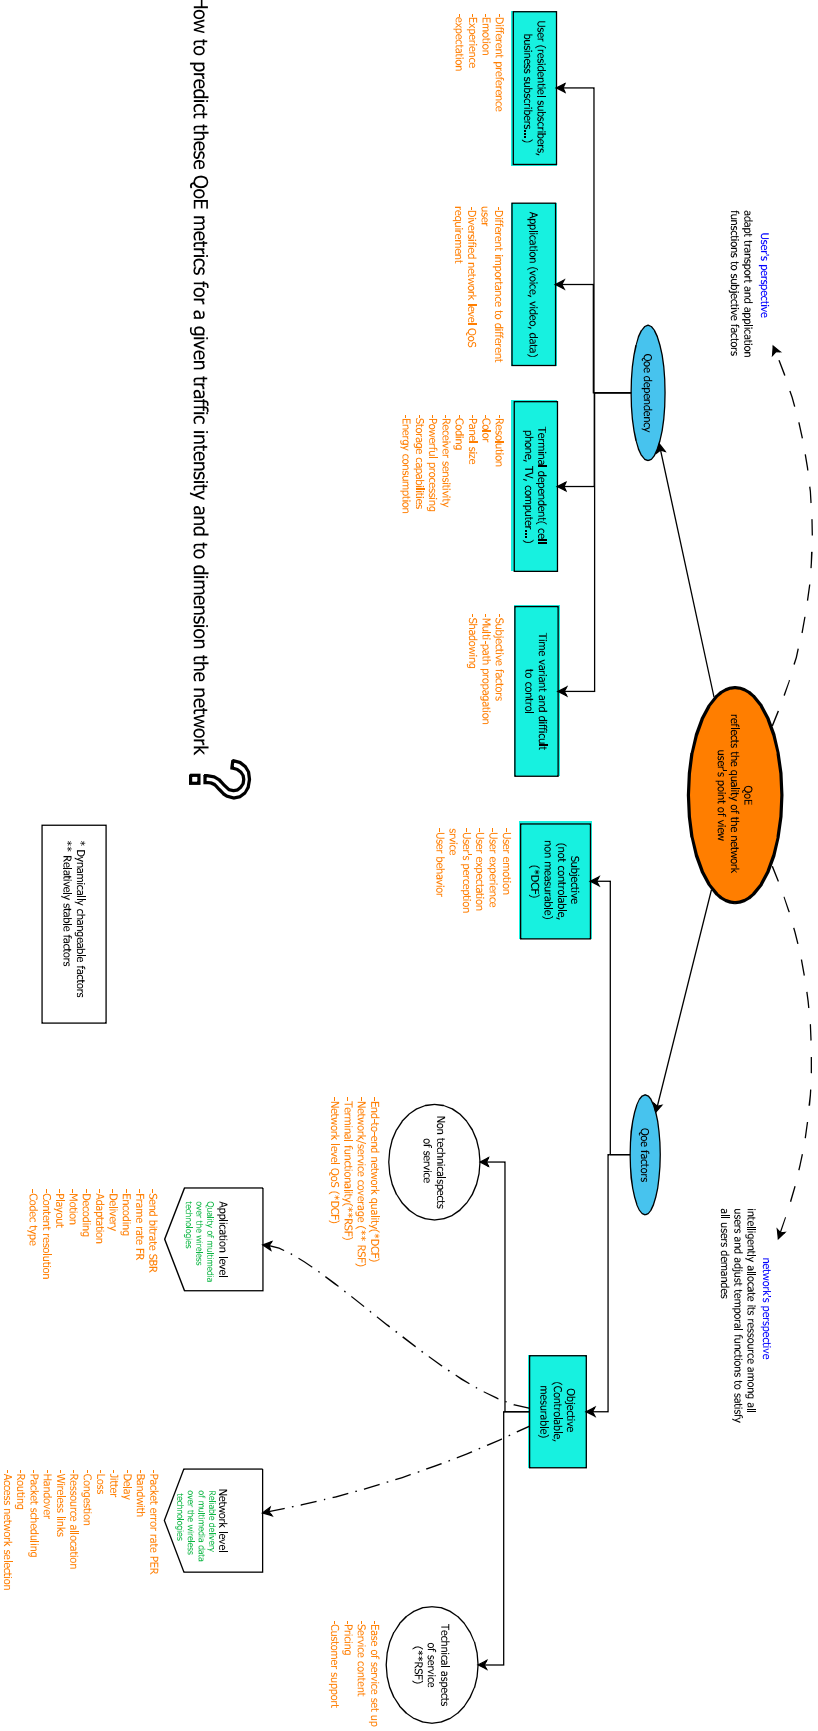 QoE
reflects the quality of the network
user's point of view
User's perspective
adapt transport and application
funsctions to subjective factors
network's perspective
intelligently allocate its ressource among all
users and adjust temporal functions to satisfy
all users demandes
Qoe dependency
Qoe factors
User (residentiel subscribers,
business subscribers...)
-Different preference
-Emotion
-Experience
-expectation
Application (voice, video, data)
-Different importance to different
user
-Diversified network level QoS
requirement
Terminal dependent( cell
phone, TV, computer...)
-Resolution
-Color
-Panel size
-Coding
-Receiver sensitivity
-Powerful processing
-Storage capabilities
-Energy consumption
Time variant and difficult
to control
-Subjective factors
-Multi-path propagation
-Shadowing
Subjective
(not controlable,
non measurable)
(*DCF)
-User emotion
-User experience
-User expectation
-User's perception
srvice
-User behavior
Objective
(Controlable,
mesurable)
Non technicalspects
of service
-End-to-end network quality(*DCF)
-Network/service coverage (** RSF)
-Terminal functionality(**RSF)
-Network level QoS (*DCF)
Technical aspects
of service
(**RSF)
-Ease of service set up
-Service content
-Pricing
-Customer support
Application level
Quality of multimedia
over the wireless
technologies
-Send bitrate SBR
-Frame rate FR
-Encoding
-Delivery
-Adaptation
-Decoding
-Motion
-Playout
-Content resolution
-Codec type
Network level
Reliable delivery
of multimedia data
over the wireless
technologies
-Packet error rate PER
-Bandwith
-Delay
-Jitter
-Loss
-Congestion
-Ressource allocation
-Wireless links
-Handover
-Packet scheduling
-Routing
-Access network selection
How to predict these QoE metrics for a given traffic intensity and to dimension the network
?
* Dynamically changeable factors
** Relatively stable factors